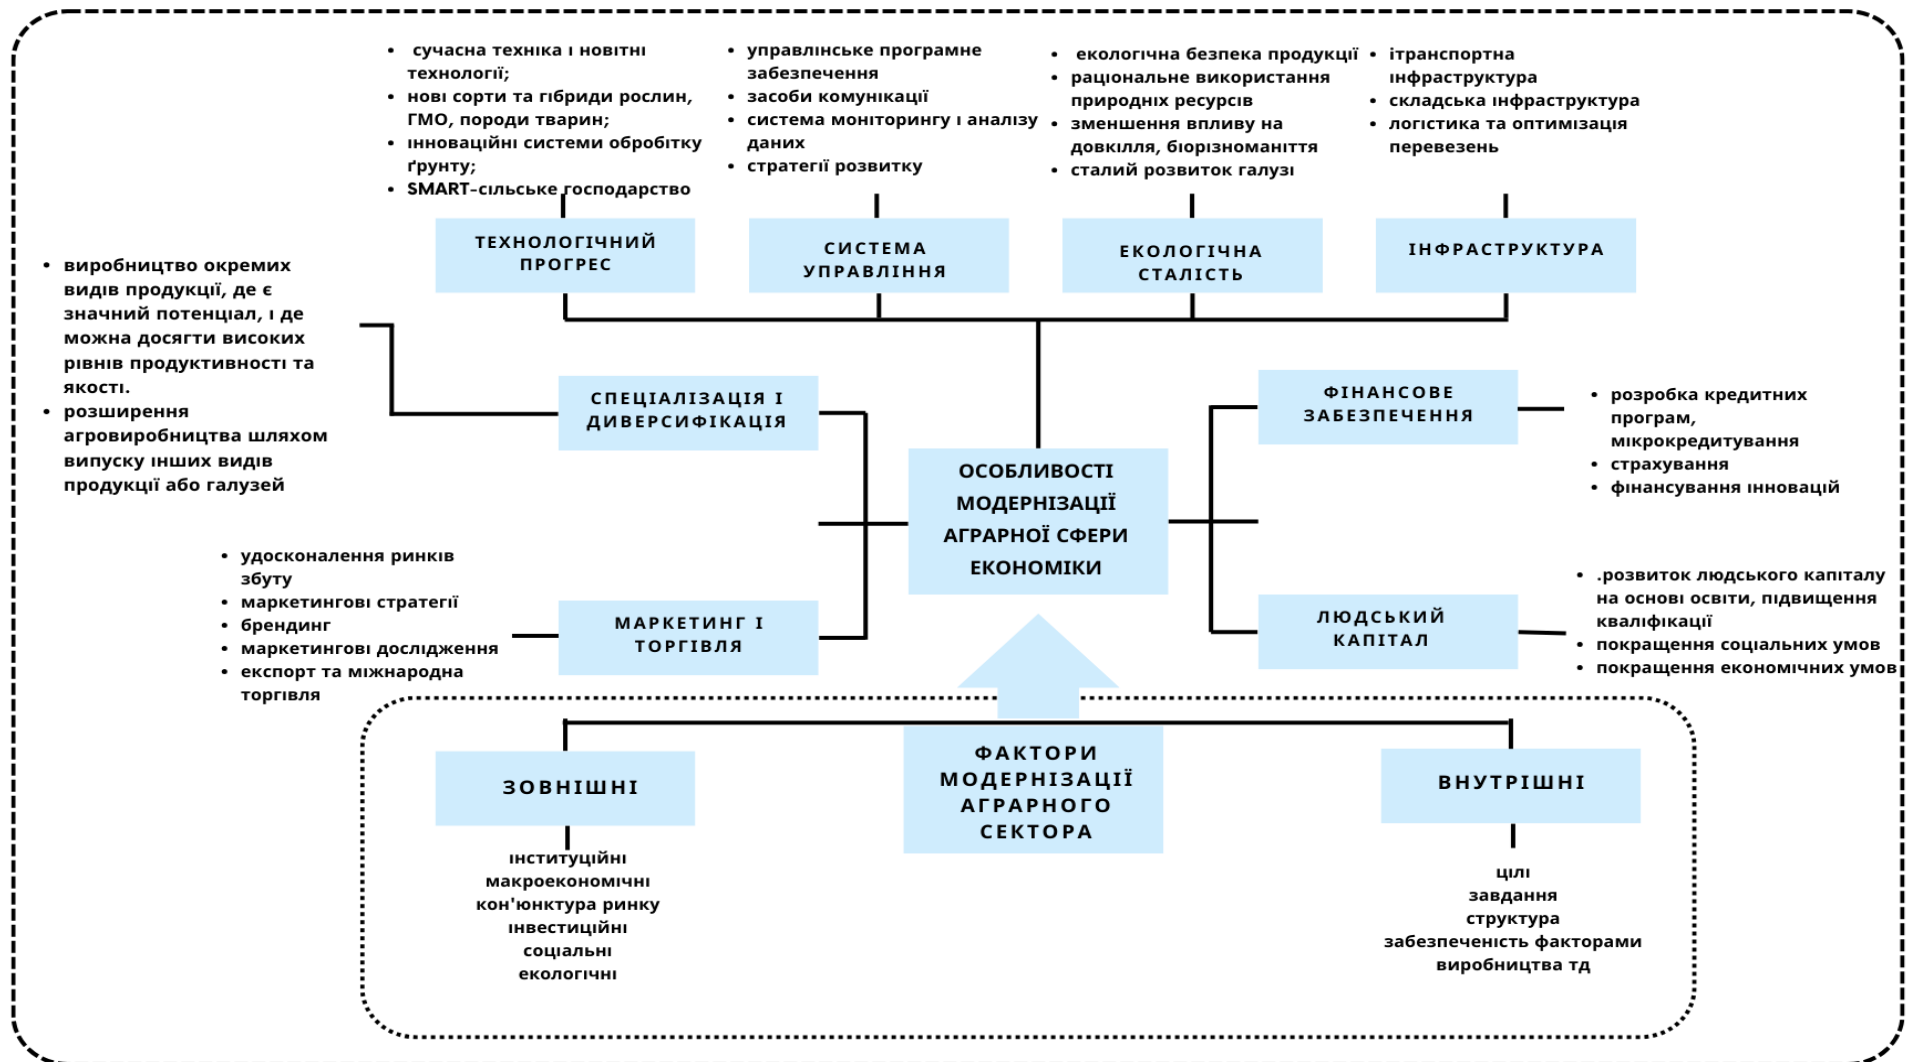 сучасна техніка і новітні
технології;
нові сорти та гібриди рослин,
ГМО, породи тварин;
інноваційні системи обробітку
ґрунту;
SMART-сільське господарство
управлінське програмне
забезпечення
засоби комунікації
система моніторингу і аналізу
даних
стратегії розвитку
екологічна безпека продукції
раціональне використання
природніх ресурсів
зменшення впливу на
довкілля, біорізноманіття
сталий розвиток галузі
ітранспортна
інфраструктура
складська інфраструктура
логістика та оптимізація
перевезень
ТЕХНОЛОГІЧНИЙ
ПРОГРЕС
СИСТЕМА
УПРАВЛІННЯ
ЕКОЛОГІЧНА
СТАЛІСТЬ
ІНФРАСТРУКТУРА
виробництво окремих
видів продукції, де є
значний потенціал, і де
можна досягти високих
рівнів продуктивності та
якості.
розширення
агровиробництва шляхом
випуску інших видів
продукції або галузей
СПЕЦІАЛІЗАЦІЯ І
ДИВЕРСИФІКАЦІЯ
ФІНАНСОВЕ
ЗАБЕЗПЕЧЕННЯ
розробка кредитних
програм,
мікрокредитування
страхування
фінансування інновацій
ОСОБЛИВОСТІ
МОДЕРНІЗАЦІЇ
АГРАРНОЇ СФЕРИ
ЕКОНОМІКИ
удосконалення ринків
збуту
маркетингові стратегії
брендинг
маркетингові дослідження
експорт та міжнародна
торгівля
МАРКЕТИНГ І
ТОРГІВЛЯ
ЛЮДСЬКИЙ
КАПІТАЛ
.розвиток людського капіталу
на основі освіти, підвищення
кваліфікації
покращення соціальних умов
покращення економічних умов
ФАКТОРИ
МОДЕРНІЗАЦІЇ
АГРАРНОГО
СЕКТОРА
ЗОВНІШНІ
інституційні
макроекономічні
кон'юнктура ринку
інвестиційні
соціальні
екологічні
ВНУТРІШНІ
цілі
завдання
структура
забезпеченість факторами
виробництва тд